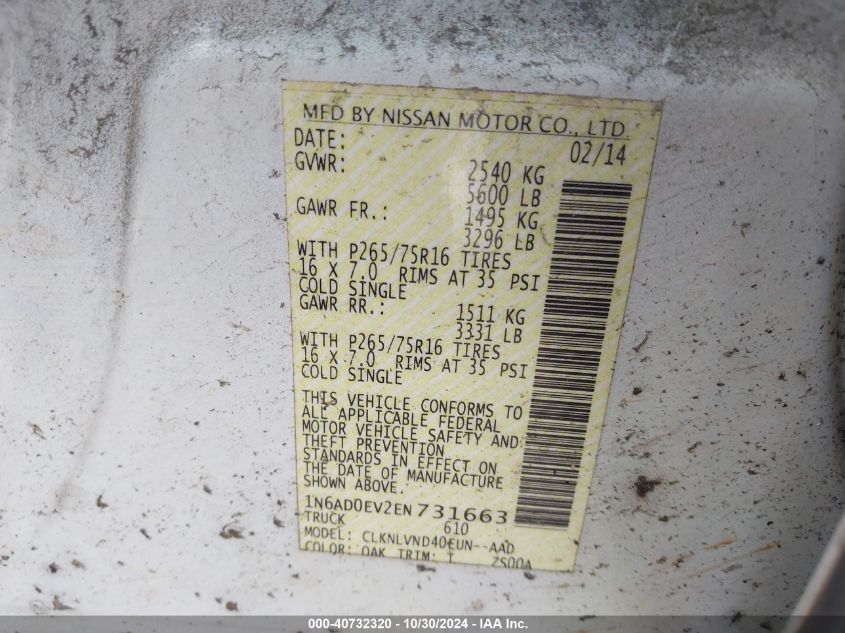 MFD BY NISSAN MOTOR CO., LTD
DATE: 02/14
GVWR: 2540 KG
5600 LB
GAWR FR.: 1495 KG
3296 LB
WITH P265/75R16 TIRES
16 X 7.0 RIMS AT 35 PSI
COLD SINGLE
GAWR RR.: 1511 KG
3331 LB
WITH P265/75R16 TIRES
16 X 7.0 RIMS AT 35 PSI
COLD SINGLE
THIS VEHICLE CONFORMS TO
ALL APPLICABLE FEDERAL
MOTOR VEHICLE SAFETY AND
THEFT PREVENTION
STANDARDS IN EFFECT ON
THE DATE OF MANUFACTURE
SHOWN ABOVE.
1N6AD0EV2EN731663
TRUCK 610
MODEL: CLKNLVND40EUN--AAD
COLOR: QAK TRIM: T ZS00A
000-40732320 | 10/30/2024 - IAA Inc.